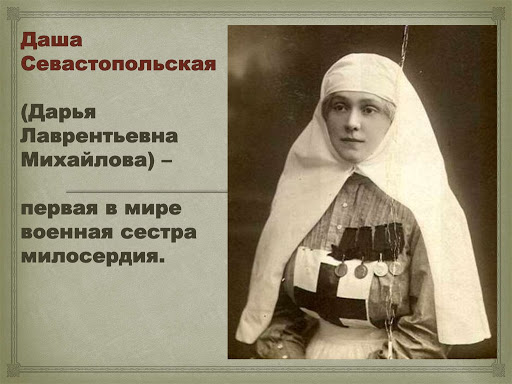 Даша
Севастопольская
(Дарья
Лаврентьевна
Михайлова) –
первая в мире
военная сестра
милосердия.